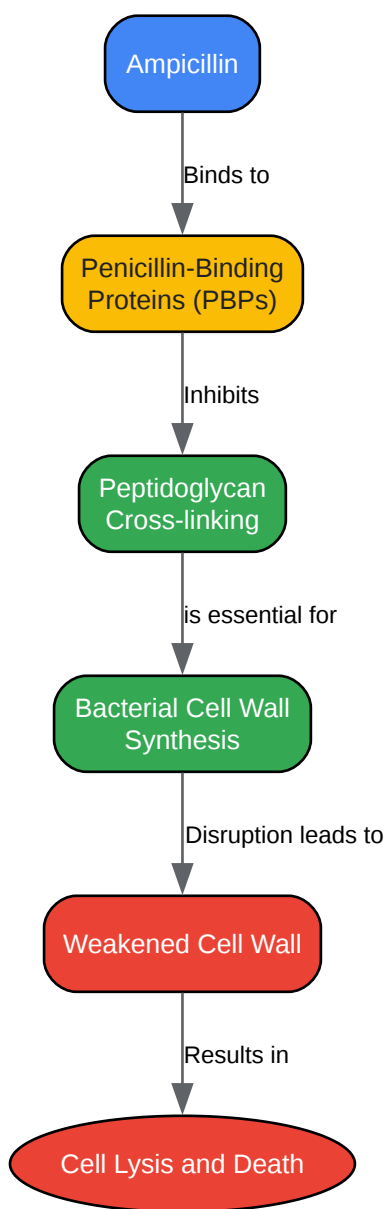 Ampicillin
Binds to
Penicillin-Binding
Proteins (PBPs)
Inhibits
Peptidoglycan
Cross-linking
is essential for
Bacterial Cell Wall
Synthesis
Disruption leads to
Weakened Cell Wall
Results in
Cell Lysis and Death